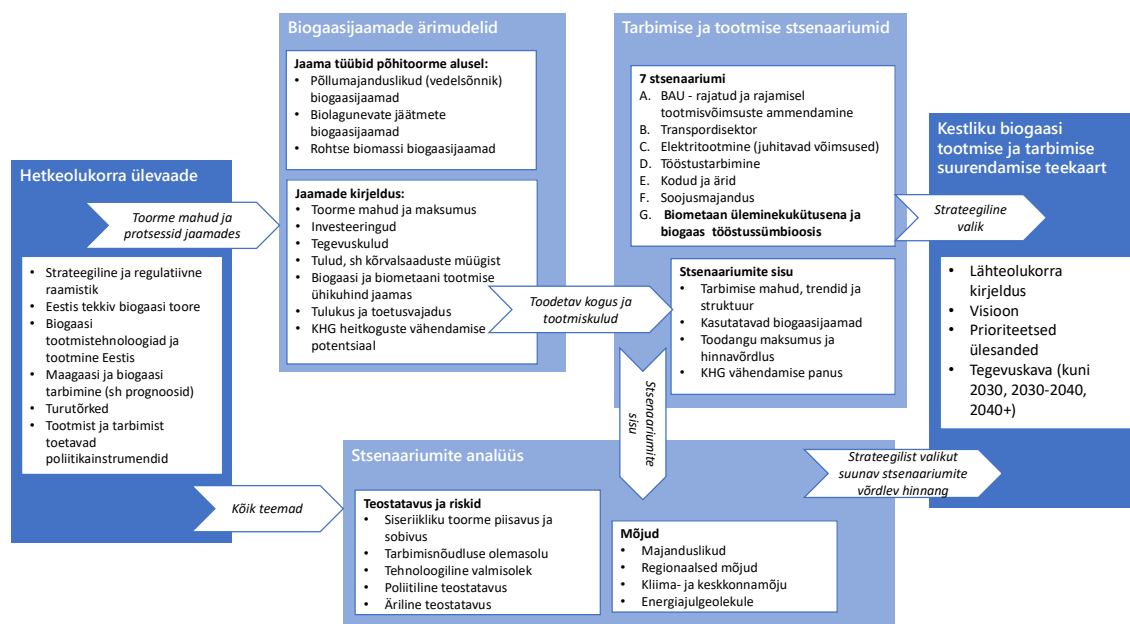 Hetkeolukorra ülevaade
Toorme mahud ja
protsessid jaamades
• Strateegiline ja regulatiivne
raamistik
• Eestis tekkiv biogaasi toore
• Biogaasi
tootmistehnoloogiad ja
tootmine Eestis
• Maagaasi ja biogaasi
tarbimine (sh prognoosid)
• Turutõrked
• Tootmist ja tarbimist
toetavad
poliitikainstrumendid
Kõik teemad
Biogaasijaamade ärimudelid
Jaama tüübid põhitoorme alusel:
• Põllumajanduslikud (vedelsõnnik)
biogaasijaamad
• Biolagunevate jäätmete
biogaasijaamad
• Rohtse biomassi biogaasijaamad
Jaamade kirjeldus:
• Toorme mahud ja maksumus
• Investeeringud
• Tegevuskulud
• Tulud, sh kõrvalsaaduste müügist
• Biogaasi ja biometaani tootmise
ühikuhind jaamas
• Tulukus ja toetusvajadus
• KHG heitkoguste vähendamise
potentsiaal
Toodetav kogus ja
tootmiskulud
Tarbimise ja tootmise stsenaariumid
7 stsenaariumi
A. BAU - rajatud ja rajamisel
tootmisvõimsuste ammendamine
B. Transpordisektor
C. Elektritootmine (juhitavad võimsused)
D. Tööstustarbimine
E. Kodud ja ärid
F. Soojusmajandus
G. Biometaan üleminekukütusena ja
biogaas tööstussümbioosis
Stsenaariumite sisu
• Tarbimise mahud, trendid ja
struktuur
• Kasutatavad biogaasijaamad
• Toodangu maksumus ja
hinnavõrdlus
• KHG vähendamise panus
Stsenaariumite
sisu
Strateegiline
valik
Stsenaariumite analüüs
Teostatavus ja riskid
• Siseriikliku toorme piisavus ja
sobivus
• Tarbimisnõudluse olemasolu
• Tehnoloogiline valmisolek
• Poliitiline teostatavus
• Äriline teostatavus
Mõjud
• Majanduslikud
• Regionaalsed mõjud
• Kliima- ja keskkonnamõju
• Energiajulgeolekule
Strateegilist valikut
suunav stsenaariumite
võrdlev hinnang
Kestliku biogaasi
tootmise ja tarbimise
suurendamise teekaart
• Lähteolukorra
kirjeldus
• Visioon
• Prioriteetsed
ülesanded
• Tegevuskava (kuni
2030, 2030-2040,
2040+)